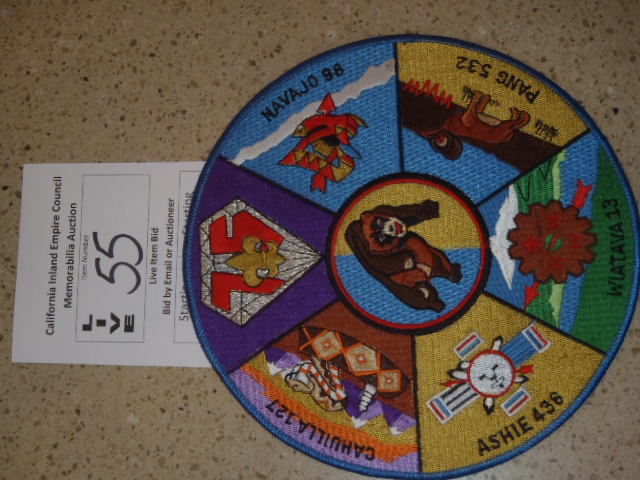 California Inland Empire Council
Memorabilia Auction
Item Number
LIVE
55
Live Item Bid
Bid by Email or Auctioneer
Starting
NAVAJO 98
PANG 532
WIATAVA 13
ASHIE 436
CAHUILLA 127